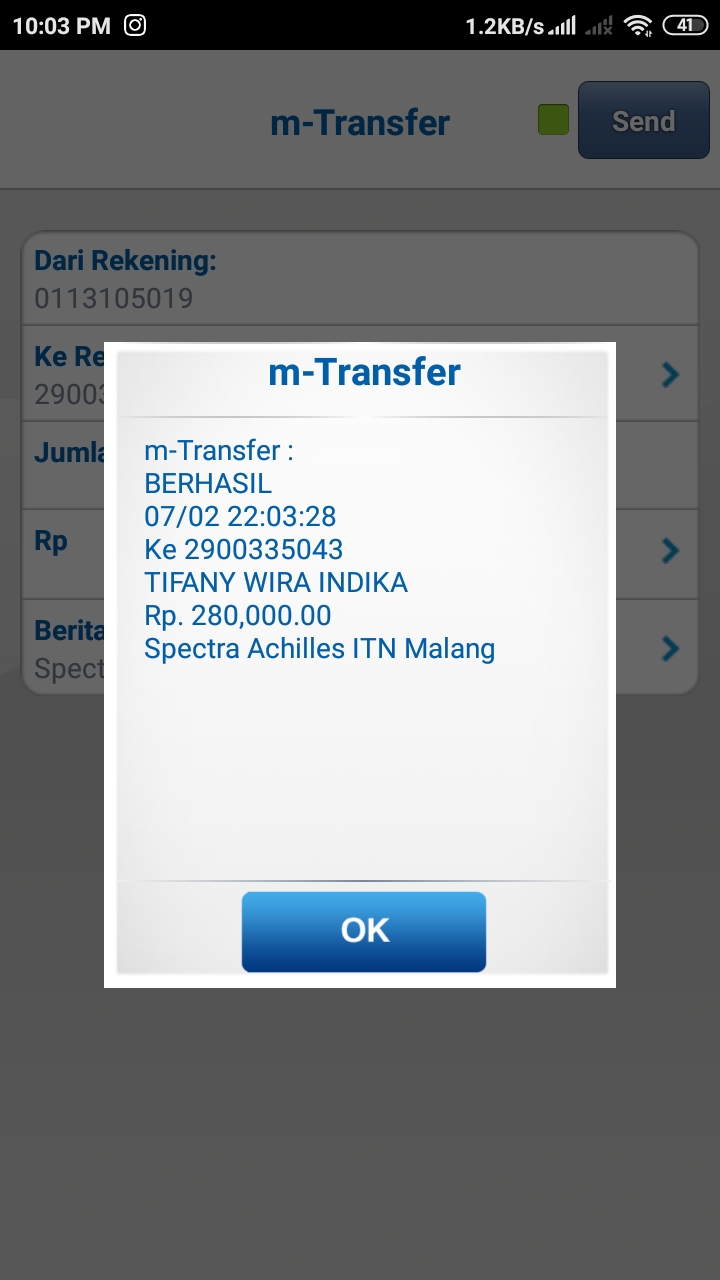 10:03 PM 1.2KB/s 41
m-Transfer Send
Dari Rekening:
0113105019
Ke Re
2900
Jumla
Rp
Berita
Spect
m-Transfer
m-Transfer :
BERHASIL
07/02 22:03:28
Ke 2900335043
TIFANY WIRA INDIKA
Rp. 280,000.00
Spectra Achilles ITN Malang
OK